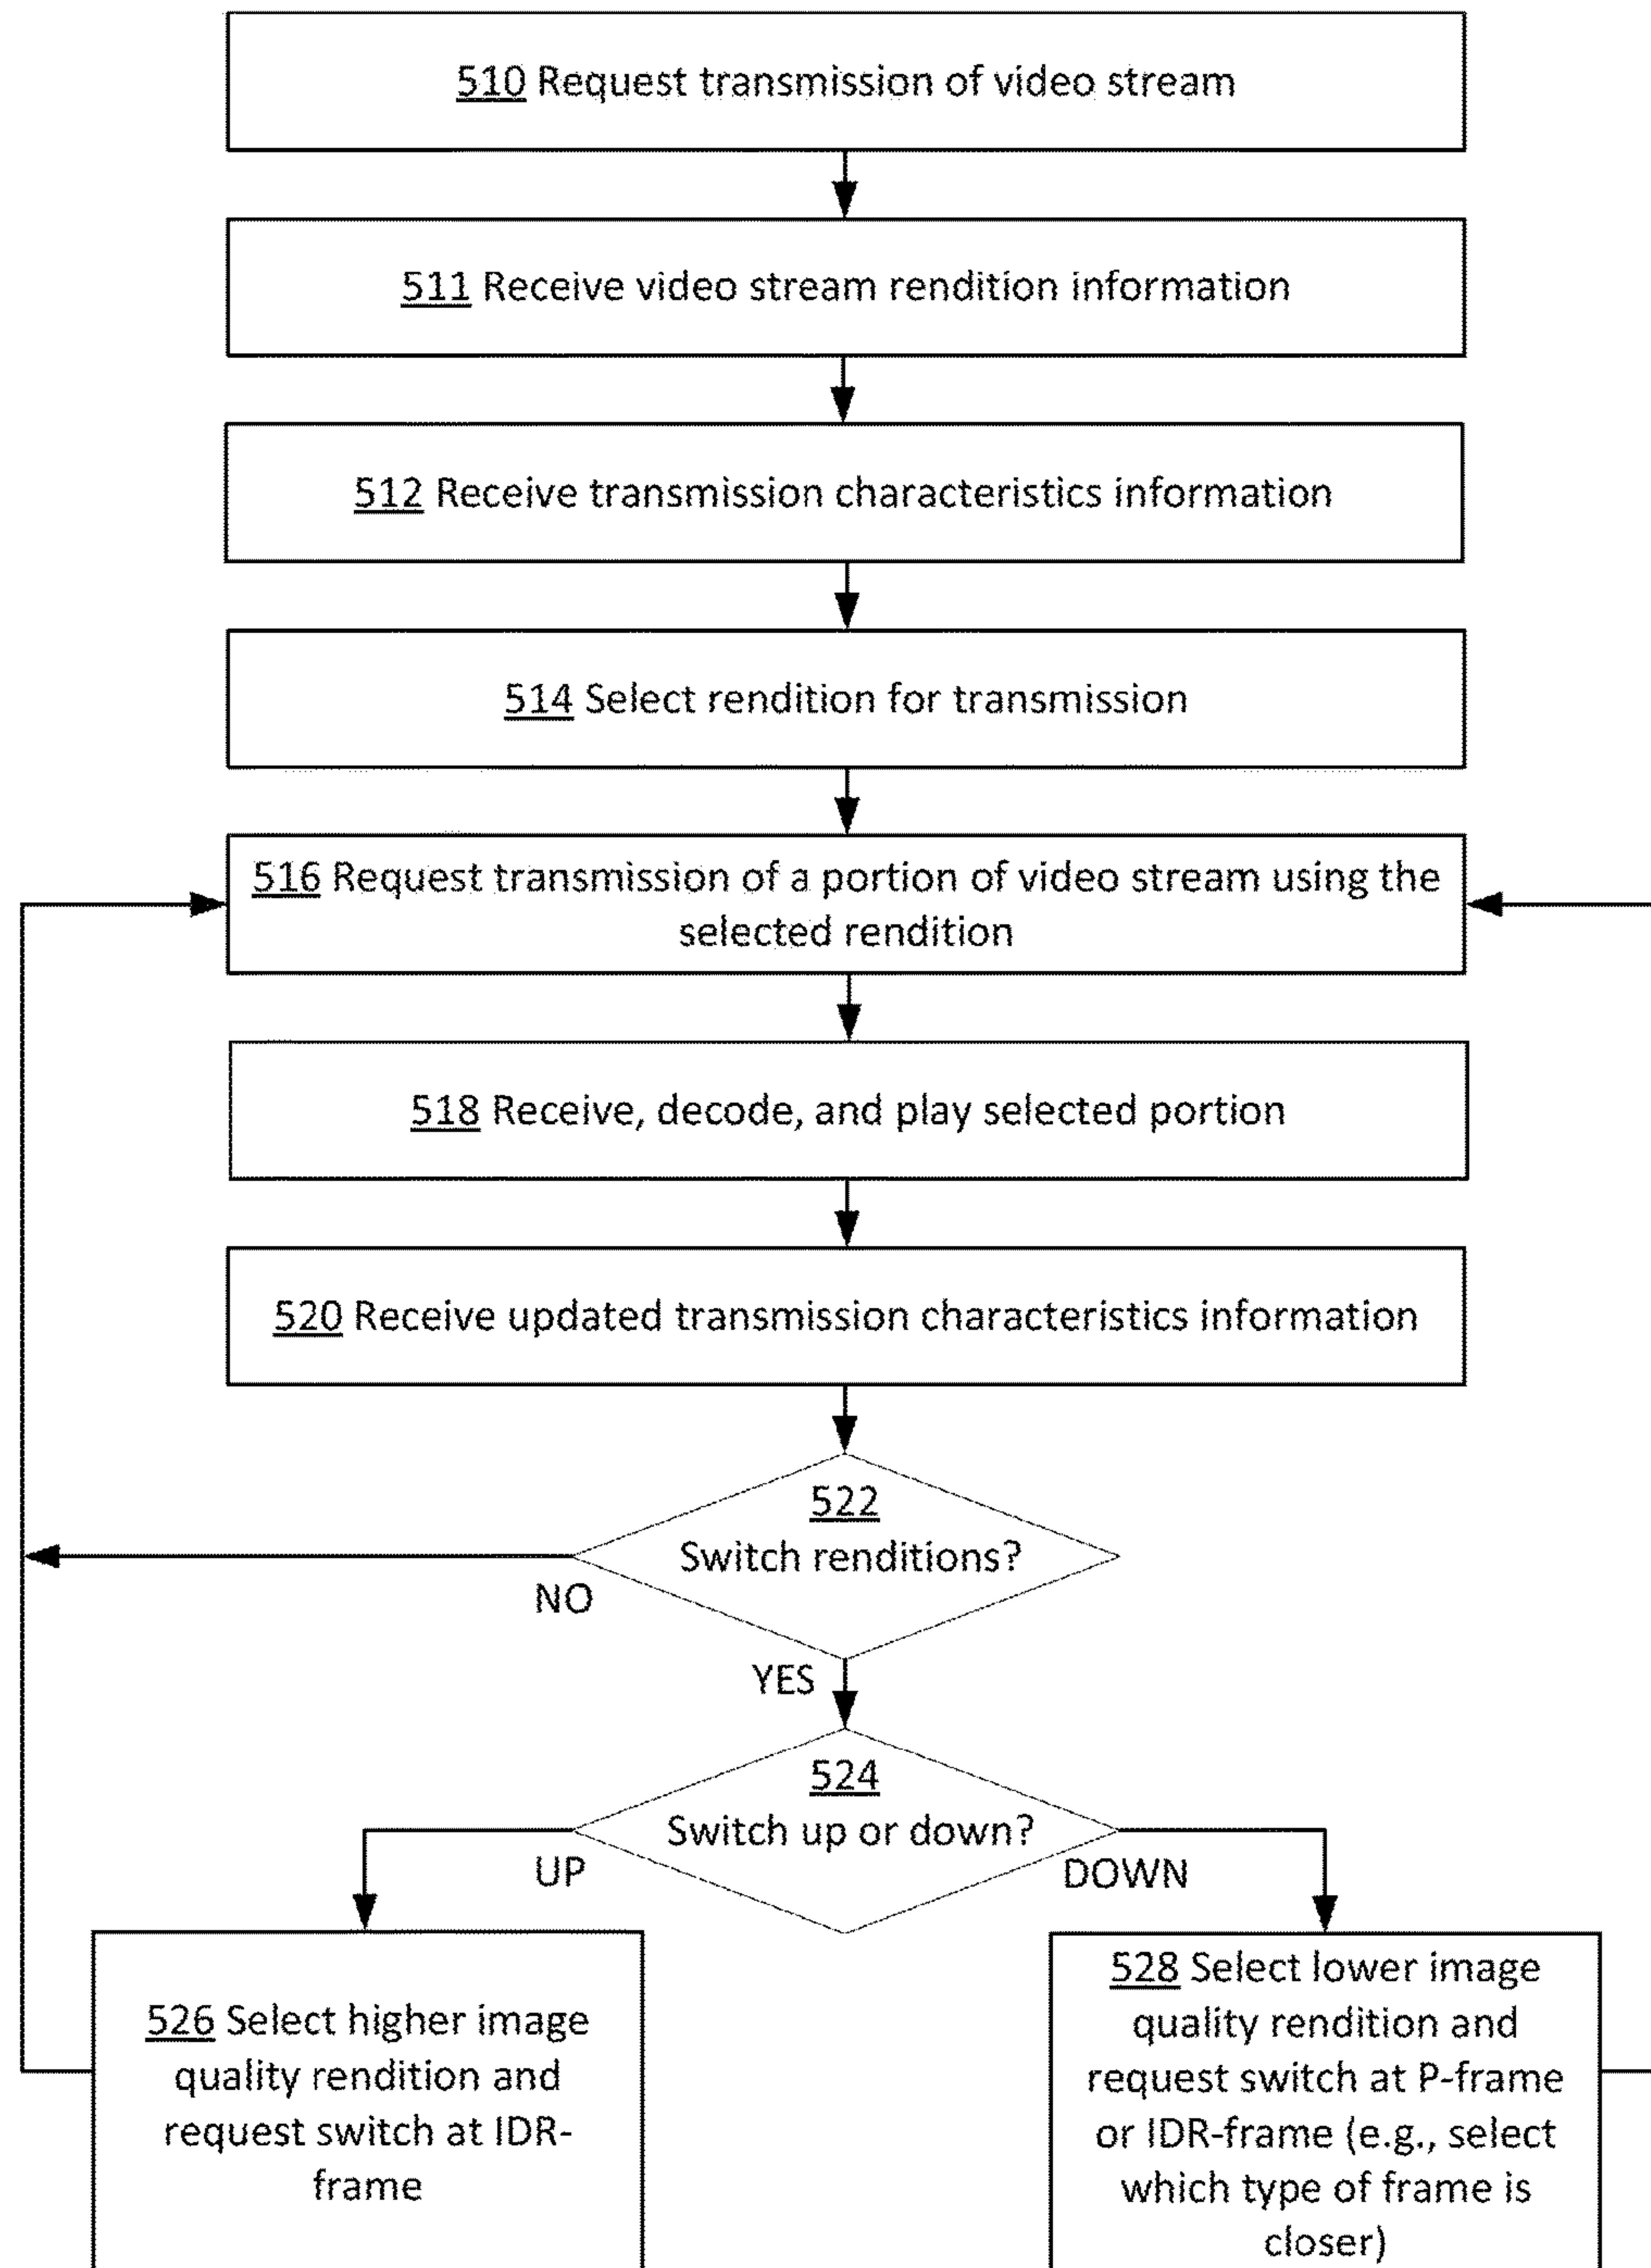 510 Request transmission of video stream
511 Receive video stream rendition information
512 Receive transmission characteristics information
514 Select rendition for transmission
516 Request transmission of a portion of video stream using the
selected rendition
518 Receive, decode, and play selected portion
520 Receive updated transmission characteristics information
522
Switch renditions?
NO
YES
524
Switch up or down?
UP
DOWN
526 Select higher image
quality rendition and
request switch at IDR-
frame
528 Select lower image
quality rendition and
request switch at P-frame
or IDR-frame (e.g., select
which type of frame is
closer)